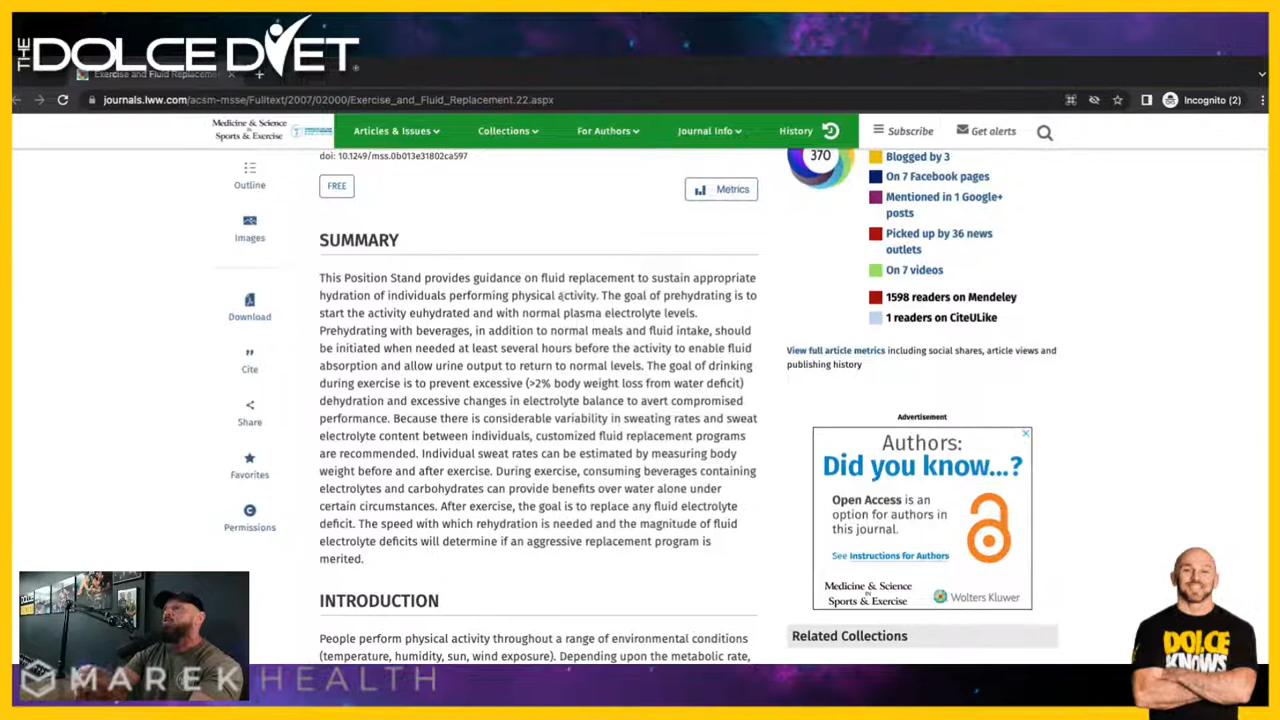 THE DOLCE DIET
Exercise and Fluid Replacement
journals.lww.com/acsm-msse/Fulltext/2007/02000/Exercise_and_Fluid_Replacement.22.aspx
Incognito (2)
Medicine & Science
IN
Sports & Exercise
Articles & Issues
Collections
For Authors
Journal Info
History
Subscribe
Get alerts
Outline
Images
Download
Cite
Share
Favorites
Permissions
doi: 10.1249/mss.0b013e31802ca597
FREE
Metrics
SUMMARY
This Position Stand provides guidance on fluid replacement to sustain appropriate
hydration of individuals performing physical activity. The goal of prehydrating is to
start the activity euhydrated and with normal plasma electrolyte levels.
Prehydrating with beverages, in addition to normal meals and fluid intake, should
be initiated when needed at least several hours before the activity to enable fluid
absorption and allow urine output to return to normal levels. The goal of drinking
during exercise is to prevent excessive (>2% body weight loss from water deficit)
dehydration and excessive changes in electrolyte balance to avert compromised
performance. Because there is considerable variability in sweating rates and sweat
electrolyte content between individuals, customized fluid replacement programs
are recommended. Individual sweat rates can be estimated by measuring body
weight before and after exercise. During exercise, consuming beverages containing
electrolytes and carbohydrates can provide benefits over water alone under
certain circumstances. After exercise, the goal is to replace any fluid electrolyte
deficit. The speed with which rehydration is needed and the magnitude of fluid
electrolyte deficits will determine if an aggressive replacement program is
merited.
INTRODUCTION
People perform physical activity throughout a range of environmental conditions
(temperature, humidity, sun, wind exposure). Depending upon the metabolic rate,
370
Blogged by 3
On 7 Facebook pages
Mentioned in 1 Google+
posts
Picked up by 36 news
outlets
On 7 videos
1598 readers on Mendeley
1 readers on CiteULike
View full article metrics including social shares, article views and
publishing history
Advertisement
Authors:
Did you know...?
Open Access is an
option for authors in
this journal.
See Instructions for Authors
Medicine & Science
IN
Sports & Exercise
Wolters Kluwer
Related Collections
DOLCE
KNOWS
MAREK HEALTH